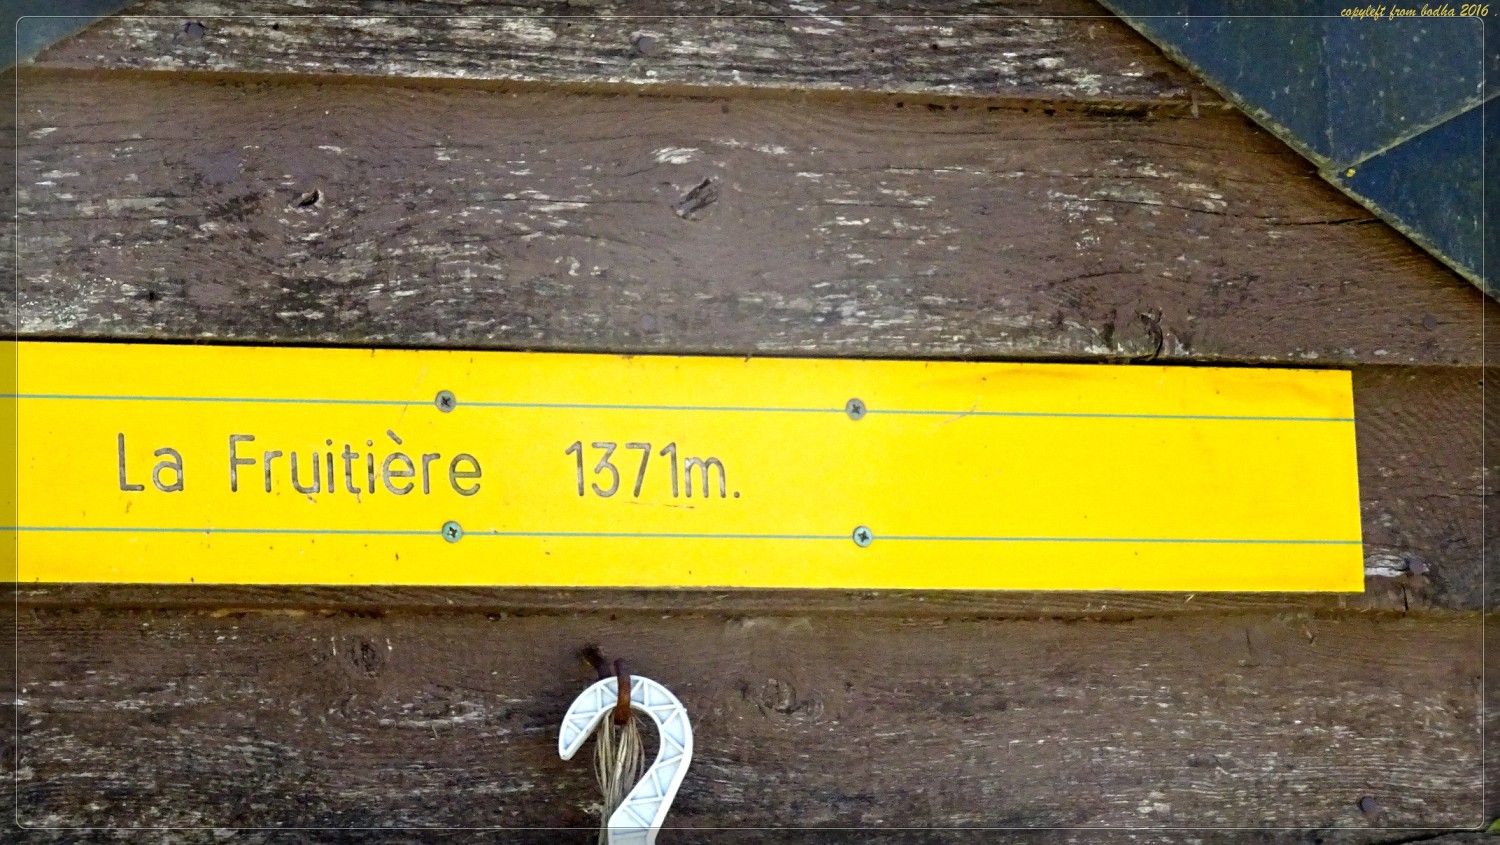 copyleft from bodha 2016 .
La Fruitière 1371m.